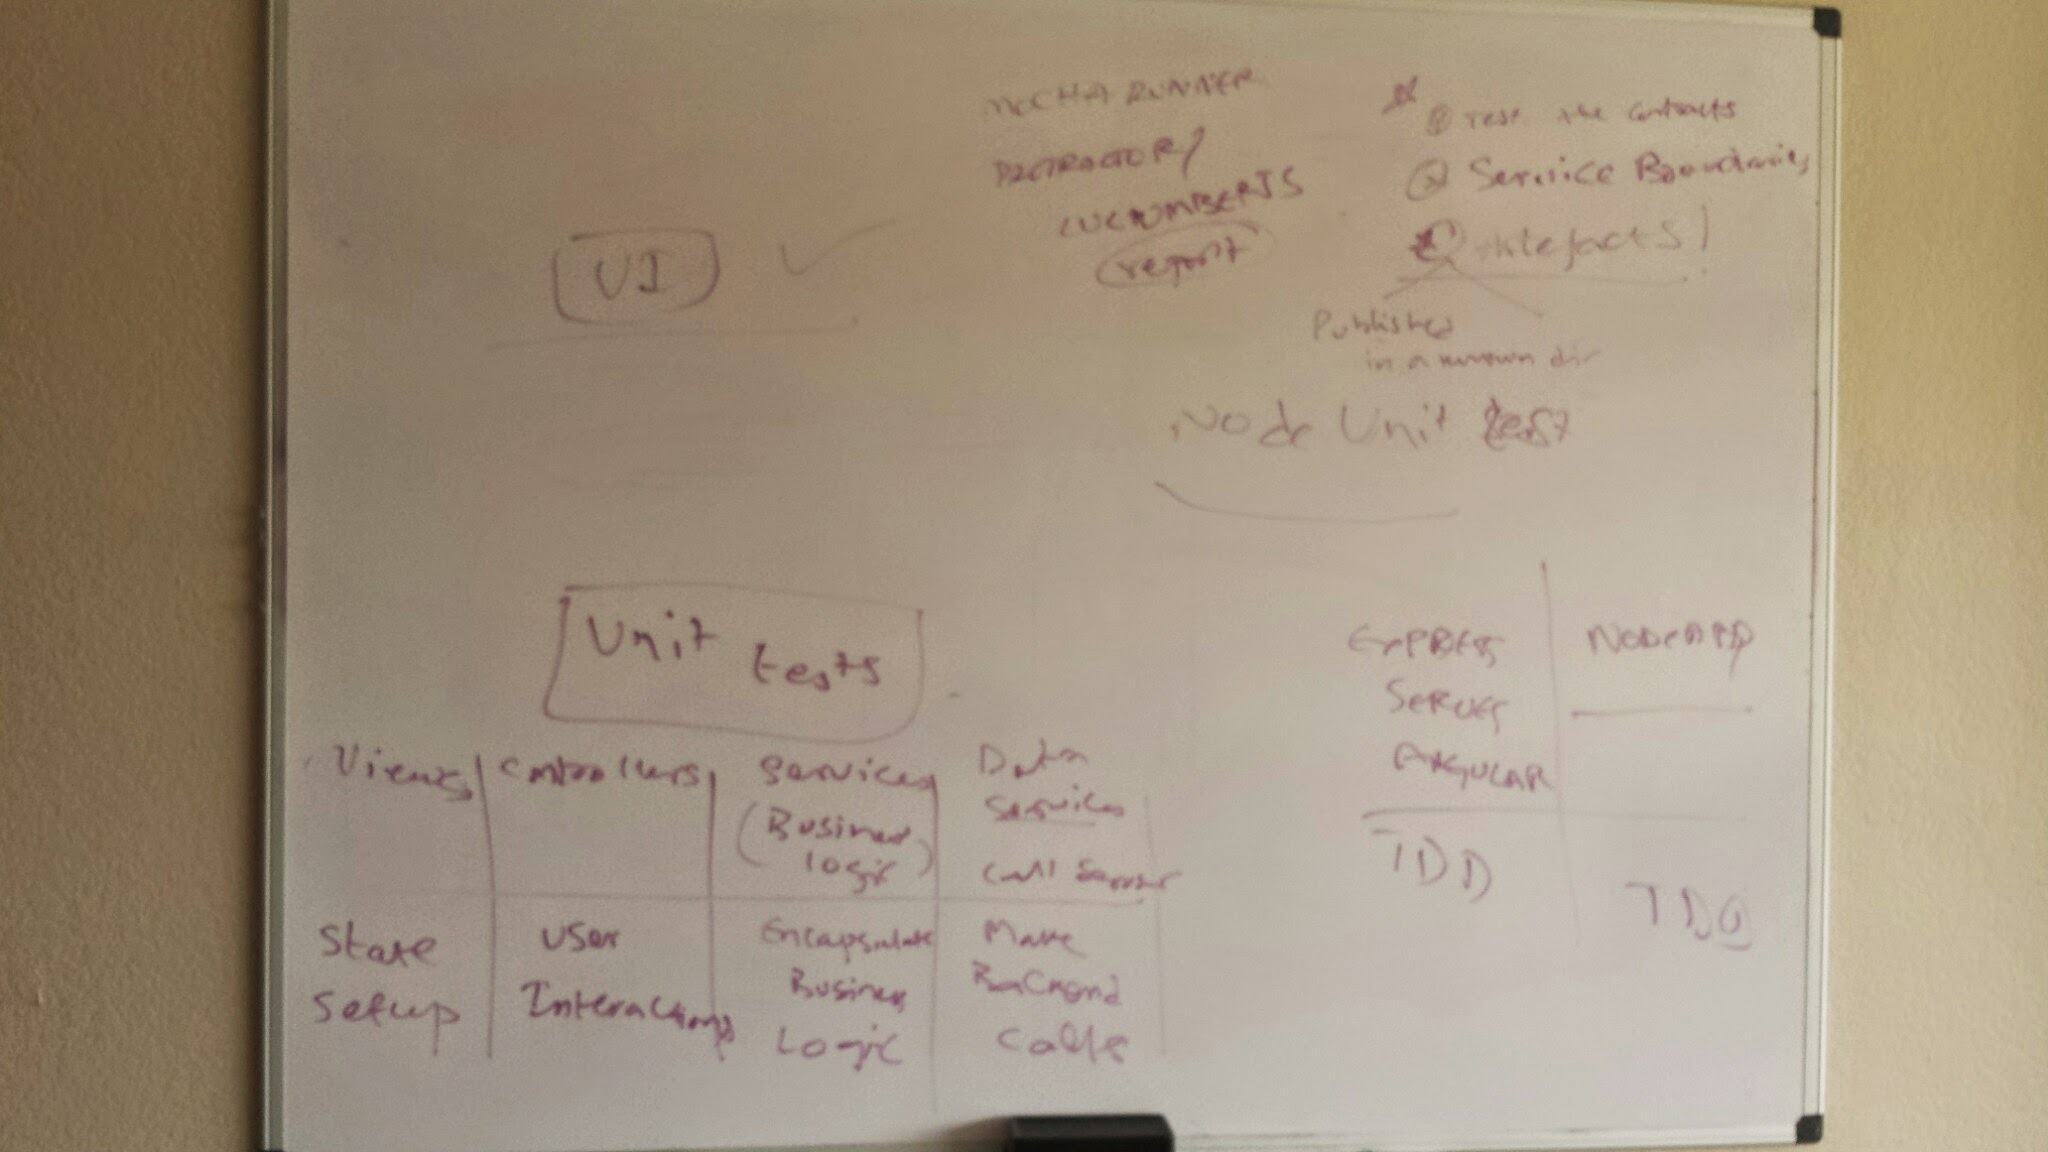 MOCHA RUNNER
PROTRACTOR/
CUCUMBERJS
report
① Test the contracts
② Service Boundaries
Artefacts
Published
in a known dir
UI
Node Unit test
Unit tests
Views
Controllers
Services
(Business
logic)
Data
Services
Call Server
State
Setup
User
Interactions
Encapsulate
Business
Logic
Make
Backend
Calls
EXPRESS
SERVES
ANGULAR
NODEAPP
TDD
TDD